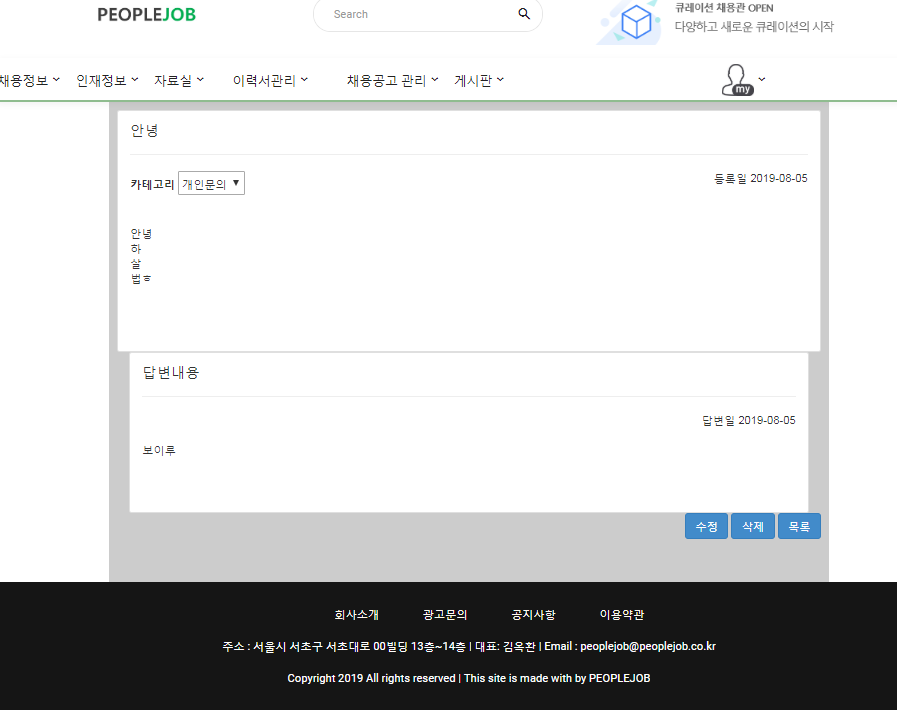 PEOPLEJOB
Search
큐레이션 채용관 OPEN
다양하고 새로운 큐레이션의 시작
채용정보 인재정보 자료실 이력서관리 채용공고 관리 게시판
my
안녕
카테고리 개인문의 등록일 2019-08-05
안녕
하
살
법ㅎ
답변내용
답변일 2019-08-05
보이루
수정 삭제 목록
회사소개 광고문의 공지사항 이용약관
주소 : 서울시 서초구 서초대로 00빌딩 13층~14층 | 대표: 김옥환 | Email : peoplejob@peoplejob.co.kr
Copyright 2019 All rights reserved | This site is made with by PEOPLEJOB